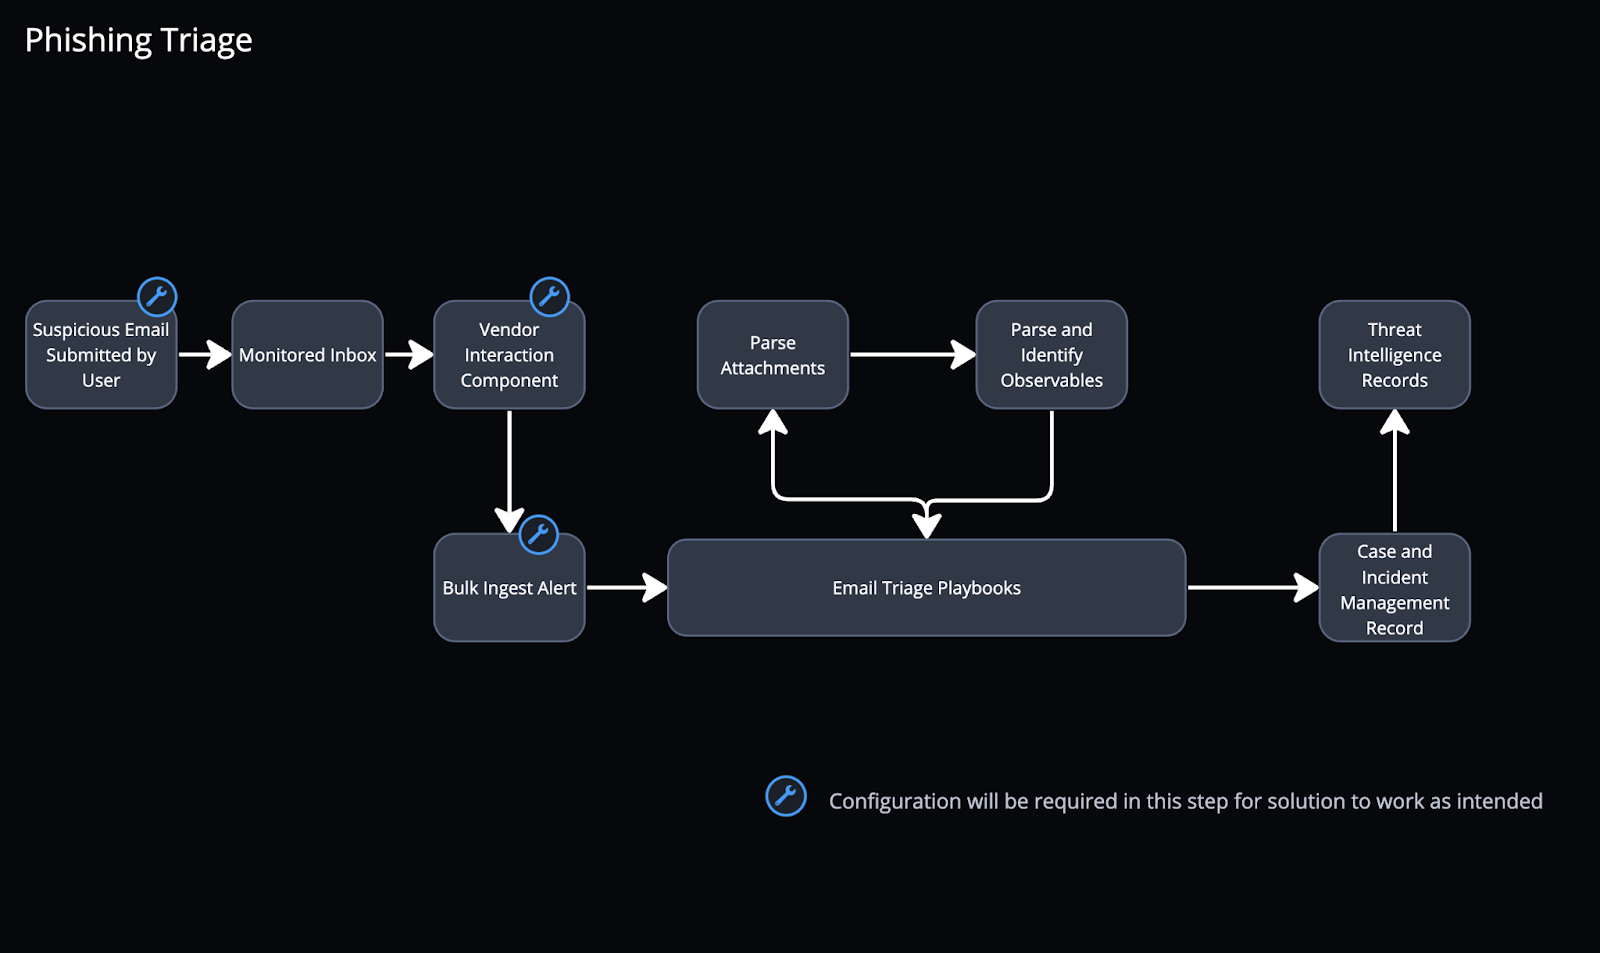 Phishing Triage
Suspicious Email
Submitted by
User
Monitored Inbox
Vendor
Interaction
Component
Parse
Attachments
Parse and
Identify
Observables
Threat
Intelligence
Records
Bulk Ingest Alert
Email Triage Playbooks
Case and
Incident
Management
Record
Configuration will be required in this step for solution to work as intended